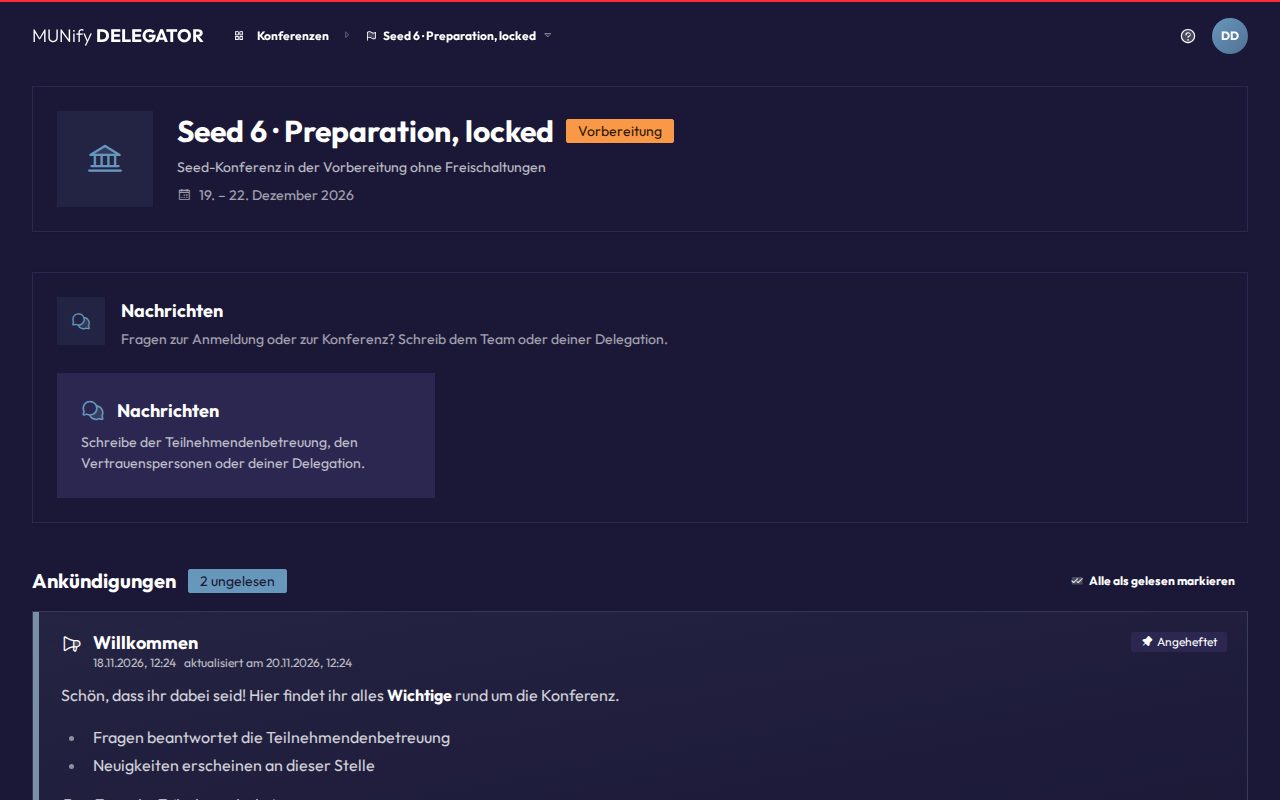 MUNify DELEGATOR
Konferenzen
Seed 6 · Preparation, locked
DD
Seed 6 · Preparation, locked
Vorbereitung
Seed-Konferenz in der Vorbereitung ohne Freischaltungen
19. – 22. Dezember 2026
Nachrichten
Fragen zur Anmeldung oder zur Konferenz? Schreib dem Team oder deiner Delegation.
Nachrichten
Schreibe der Teilnehmendenbetreuung, den
Vertrauenspersonen oder deiner Delegation.
Ankündigungen
2 ungelesen
Alle als gelesen markieren
Willkommen
Angeheftet
18.11.2026, 12:24 aktualisiert am 20.11.2026, 12:24
Schön, dass ihr dabei seid! Hier findet ihr alles Wichtige rund um die Konferenz.
Fragen beantwortet die Teilnehmendenbetreuung
Neuigkeiten erscheinen an dieser Stelle